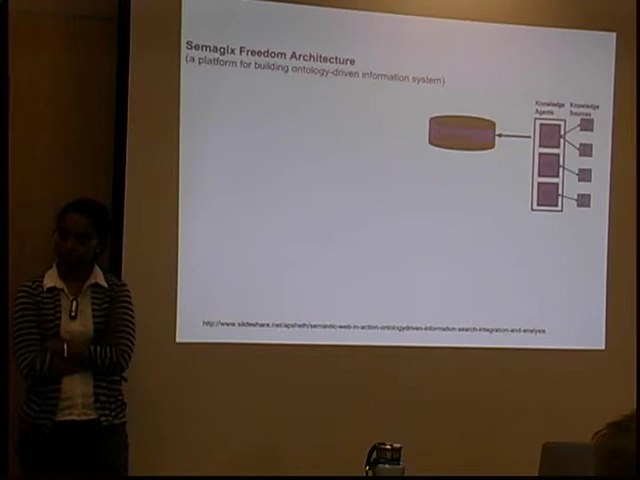 Semagix Freedom Architecture
(a platform for building ontology-driven information system)
Knowledge Agents
Knowledge Sources
http://www.slideshare.net/apsheth/semantic-web-in-action-ontologydriven-information-search-integration-and-analysis